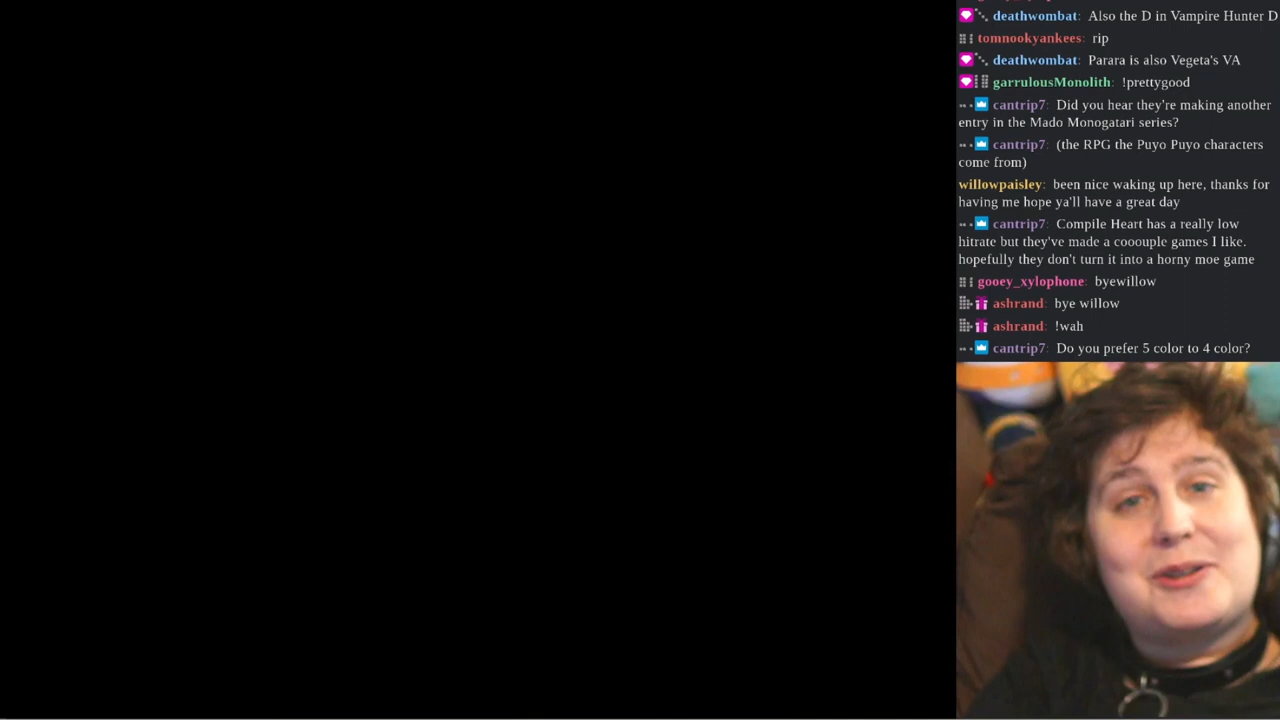 deathwombat: Also the D in Vampire Hunter D
tomnookyankees: rip
deathwombat: Parara is also Vegeta's VA
garrulousMonolith: !prettygood
cantrip7: Did you hear they're making another
entry in the Mado Monogatari series?
cantrip7: (the RPG the Puyo Puyo characters
come from)
willowpaisley: been nice waking up here, thanks for
having me hope ya'll have a great day
cantrip7: Compile Heart has a really low
hitrate but they've made a cooouple games I like.
hopefully they don't turn it into a horny moe game
gooey_xylophone: byewillow
ashrand: bye willow
ashrand: !wah
cantrip7: Do you prefer 5 color to 4 color?